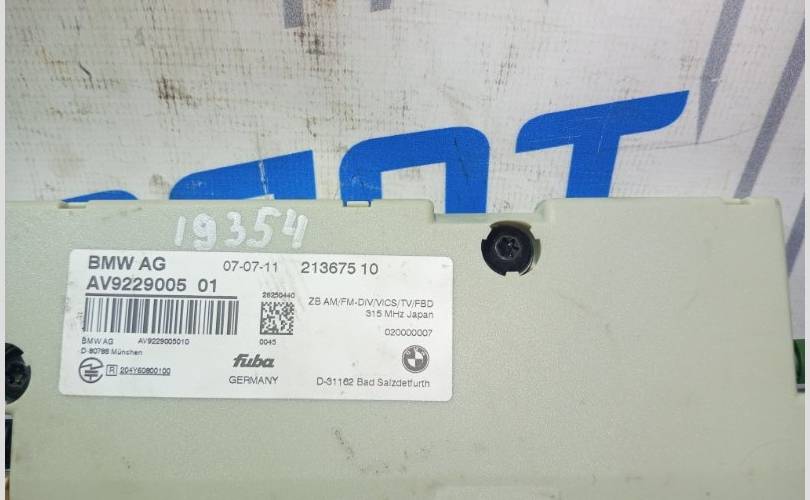 19354
BMW AG 07-07-11 213675 10
AV9229005 01
26250440
ZB AM/FM-DIV/VICS/TV/FBD
315 MHz Japan
020000007
BMW AG AV9229005010 0045
D-80788 München
fuba
R 204Y60600100
GERMANY D-31162 Bad Salzdetfurth